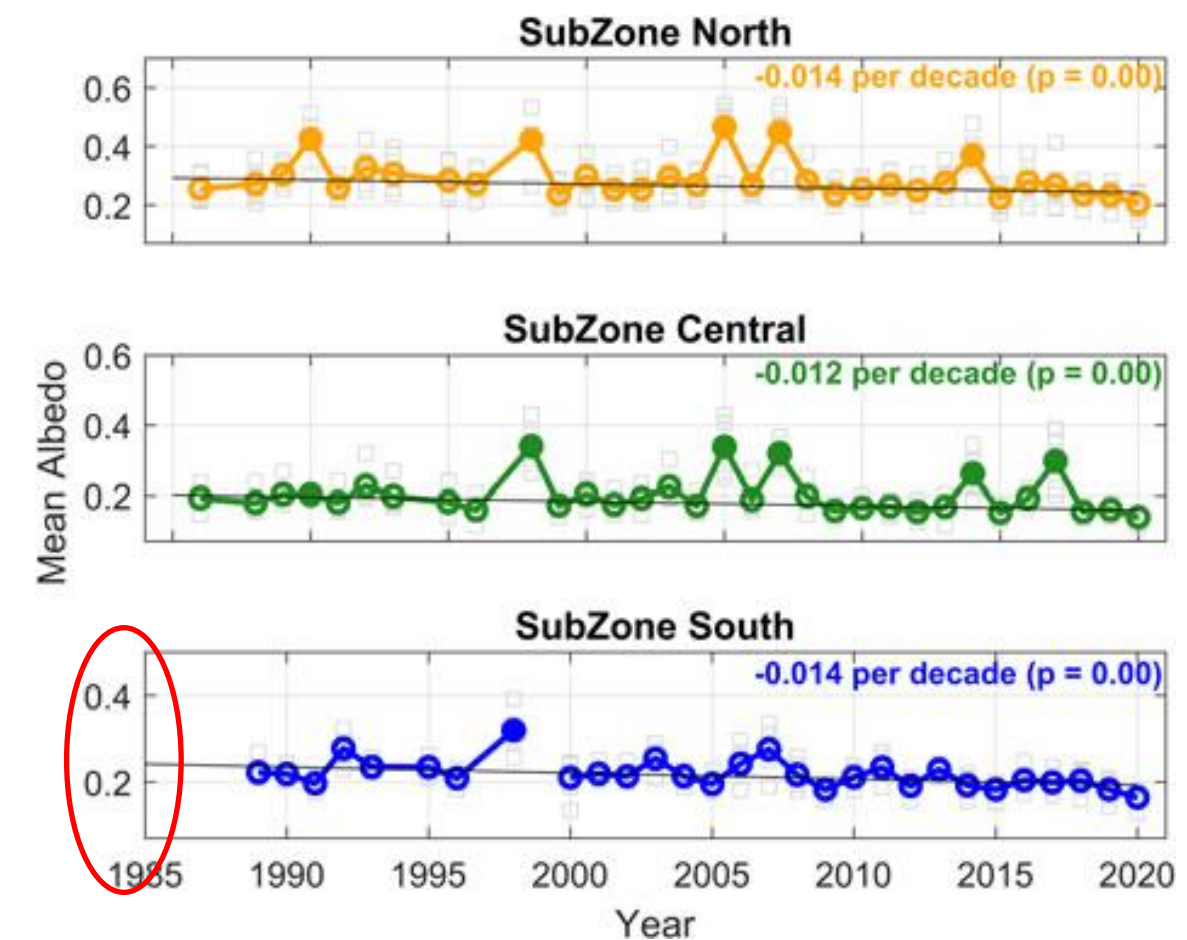 SubZone North
-0.014 per decade (p = 0.00)
0.6
0.4
0.2
SubZone Central
-0.012 per decade (p = 0.00)
0.6
0.4
0.2
Mean Albedo
SubZone South
-0.014 per decade (p = 0.00)
0.4
0.2
1985 1990 1995 2000 2005 2010 2015 2020
Year